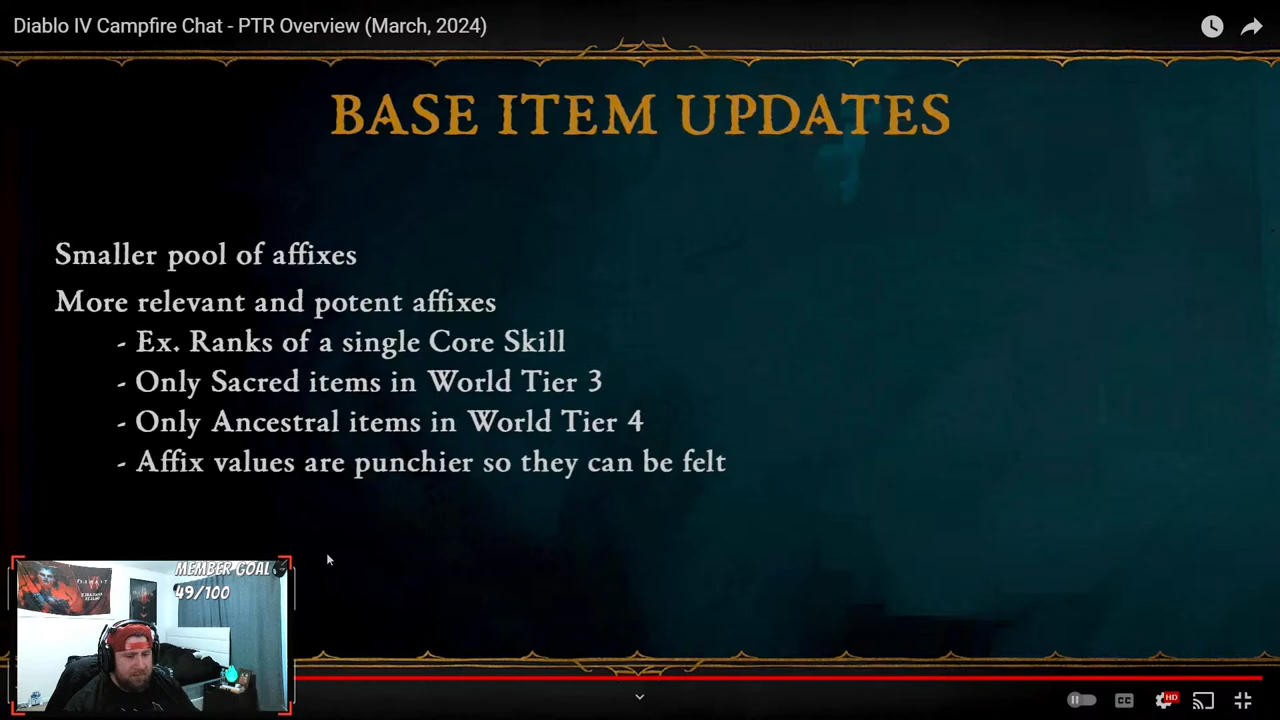 Diablo IV Campfire Chat - PTR Overview (March, 2024)
BASE ITEM UPDATES
Smaller pool of affixes
More relevant and potent affixes
- Ex. Ranks of a single Core Skill
- Only Sacred items in World Tier 3
- Only Ancestral items in World Tier 4
- Affix values are punchier so they can be felt
MEMBER GOAL
49/100
CC
HD